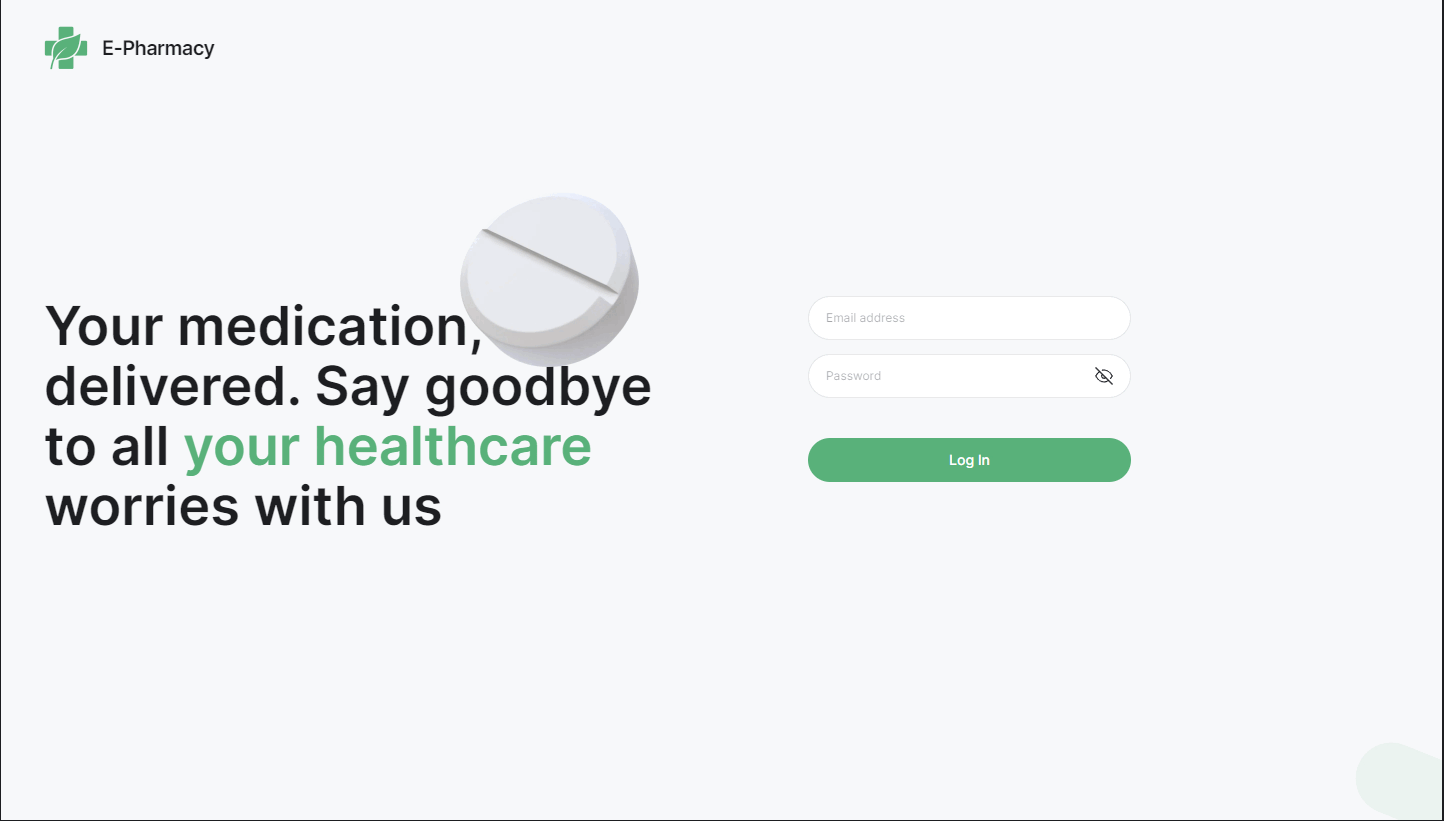 E-Pharmacy
Your medication,
delivered. Say goodbye
to all your healthcare
worries with us
Email address
Password
Log In